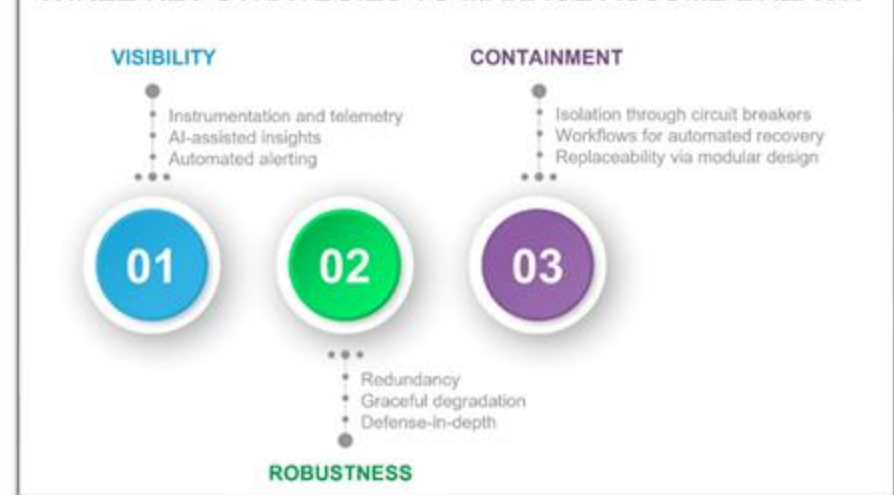 VISIBILITY
Instrumentation and telemetry
AI-assisted insights
Automated alerting
01
02
Redundancy
Graceful degradation
Defense-in-depth
ROBUSTNESS
CONTAINMENT
Isolation through circuit breakers
Workflows for automated recovery
Replaceability via modular design
03